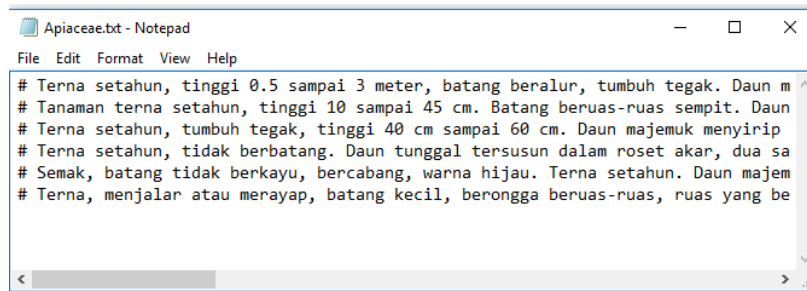 Apiaceae.txt - Notepad
File Edit Format View Help
# Terna setahun, tinggi 0.5 sampai 3 meter, batang beralur, tumbuh tegak. Daun m
# Tanaman terna setahun, tinggi 10 sampai 45 cm. Batang beruas-ruas sempit. Daun
# Terna setahun, tumbuh tegak, tinggi 40 cm sampai 60 cm. Daun majemuk menyirip
# Terna setahun, tidak berbatang. Daun tunggal tersusun dalam roset akar, dua sa
# Semak, batang tidak berkayu, bercabang, warna hijau. Terna setahun. Daun majem
# Terna, menjalar atau merayap, batang kecil, berongga beruas-ruas, ruas yang be